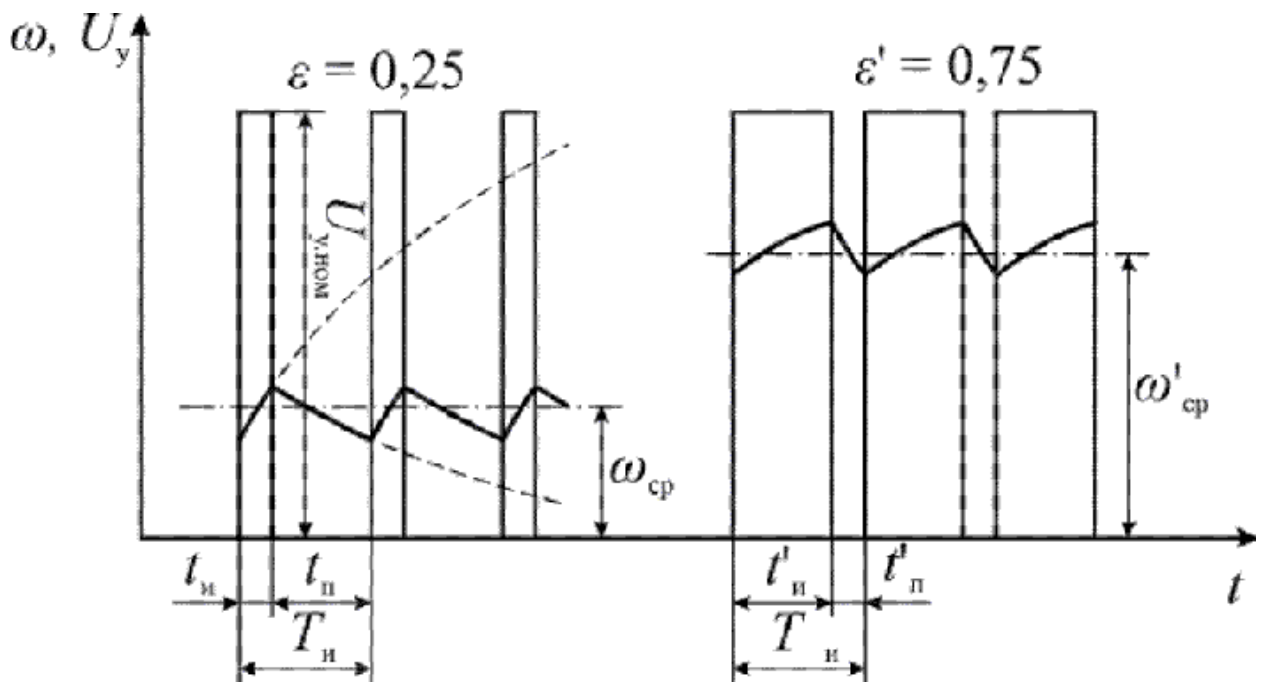 ω, Uу
ε = 0,25
ε' = 0,75
Uу.ном
ωср
ω'ср
tи
tп
t'и
t'п
t
Tи
Tи